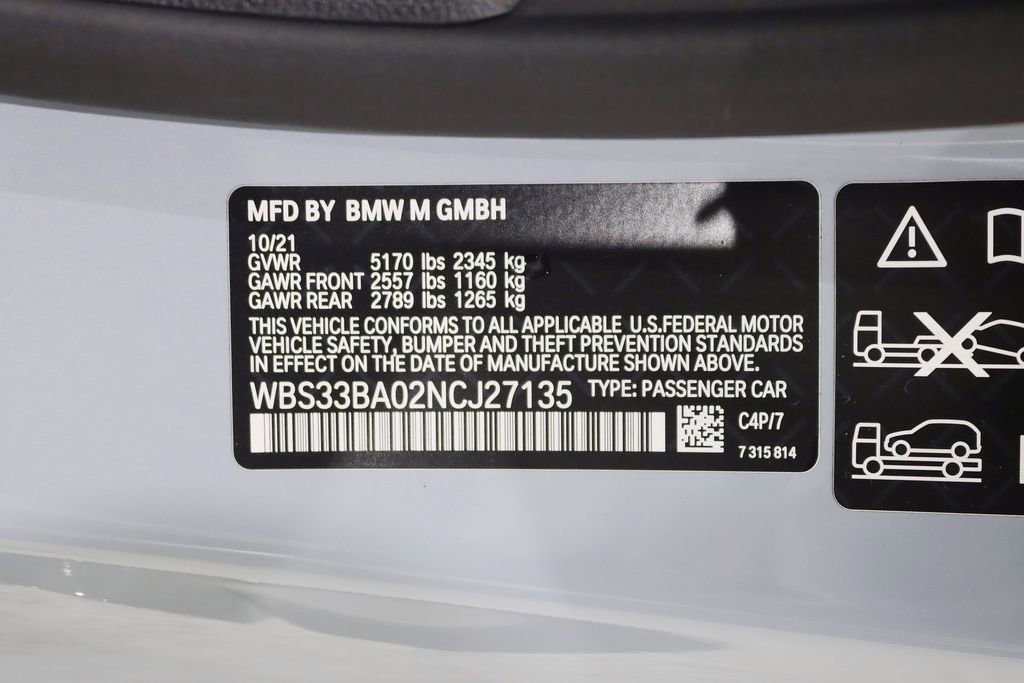 MFD BY BMW M GMBH
10/21
GVWR 5170 lbs 2345 kg
GAWR FRONT 2557 lbs 1160 kg
GAWR REAR 2789 lbs 1265 kg
THIS VEHICLE CONFORMS TO ALL APPLICABLE U.S.FEDERAL MOTOR
VEHICLE SAFETY, BUMPER AND THEFT PREVENTION STANDARDS
IN EFFECT ON THE DATE OF MANUFACTURE SHOWN ABOVE.
WBS33BA02NCJ27135 TYPE: PASSENGER CAR
C4P/7
7 315 814